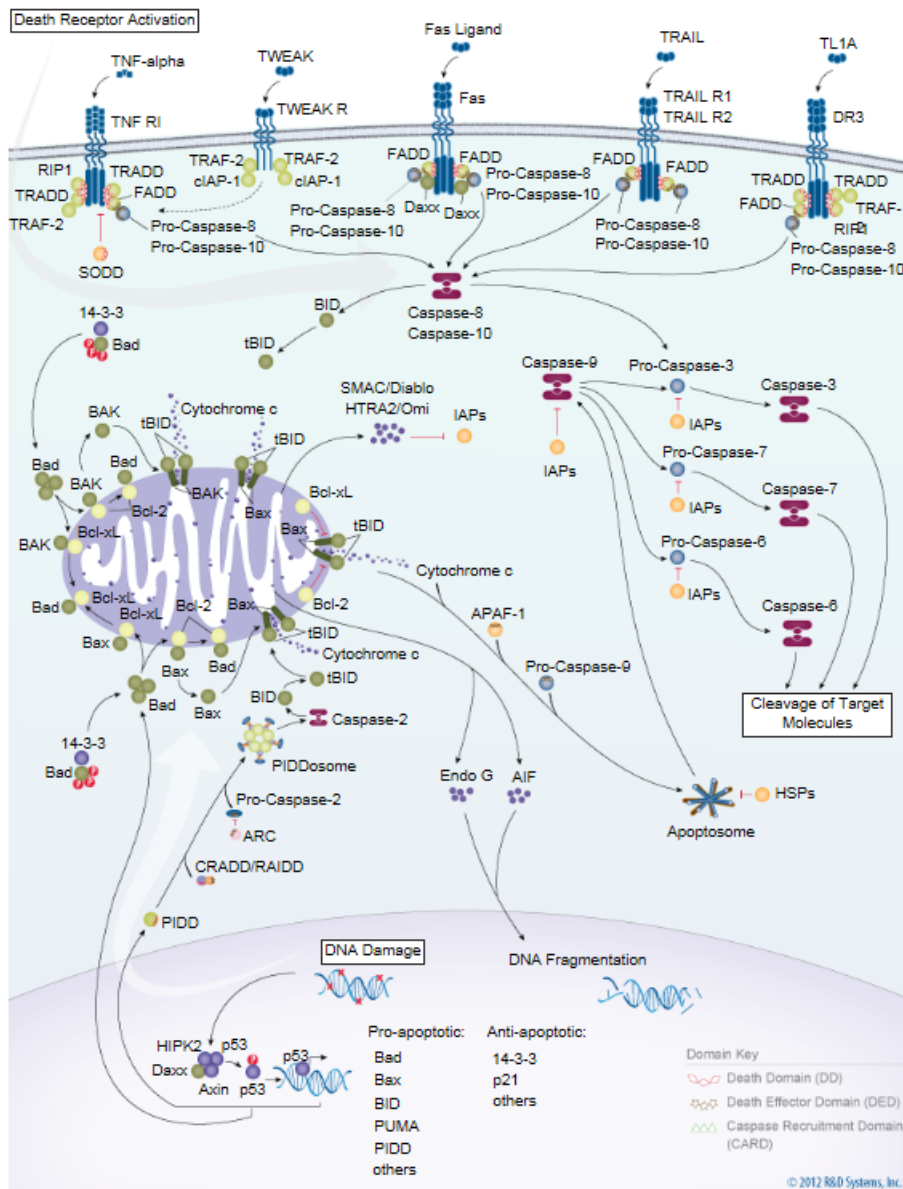 Death Receptor Activation
TNF-alpha
TWEAK
Fas Ligand
TRAIL
TL1A
TNF RI
TWEAK R
Fas
TRAIL R1
TRAIL R2
DR3
RIP1
TRADD
TRADD
FADD
TRAF-2
TRAF-2
cIAP-1
TRAF-2
cIAP-1
FADD
FADD
Pro-Caspase-8
Pro-Caspase-10
Daxx
Daxx
Pro-Caspase-8
Pro-Caspase-10
FADD
FADD
Pro-Caspase-8
Pro-Caspase-10
TRADD
TRADD
FADD
TRAF-2
RIP1
Pro-Caspase-8
Pro-Caspase-10
Pro-Caspase-8
Pro-Caspase-10
SODD
Caspase-8
Caspase-10
BID
tBID
14-3-3
Bad
Caspase-9
IAPs
Pro-Caspase-3
IAPs
Caspase-3
Pro-Caspase-7
IAPs
Caspase-7
Pro-Caspase-6
IAPs
Caspase-6
Cleavage of Target
Molecules
SMAC/Diablo
HTRA2/Omi
IAPs
Cytochrome c
tBID
tBID
BAK
Bad
Bad
BAK
Bcl-2
BAK
Bax
Bcl-xL
Bax
tBID
BAK
Bcl-xL
Cytochrome c
Bad
Bcl-xL
Bcl-xL
Bcl-2
Bax
Bcl-2
Bax
tBID
Cytochrome c
Bax
Bad
Bad
Bax
BID
tBID
Caspase-2
APAF-1
Pro-Caspase-9
14-3-3
Bad
PIDDosome
Pro-Caspase-2
ARC
CRADD/RAIDD
PIDD
Endo G
AIF
Apoptosome
HSPs
DNA Damage
DNA Fragmentation
HIPK2
p53
Daxx
Axin
p53
p53
Pro-apoptotic:
Bad
Bax
BID
PUMA
PIDD
others
Anti-apoptotic:
14-3-3
p21
others
Domain Key
Death Domain (DD)
Death Effector Domain (DED)
Caspase Recruitment Domain
(CARD)
© 2012 R&D Systems, Inc.